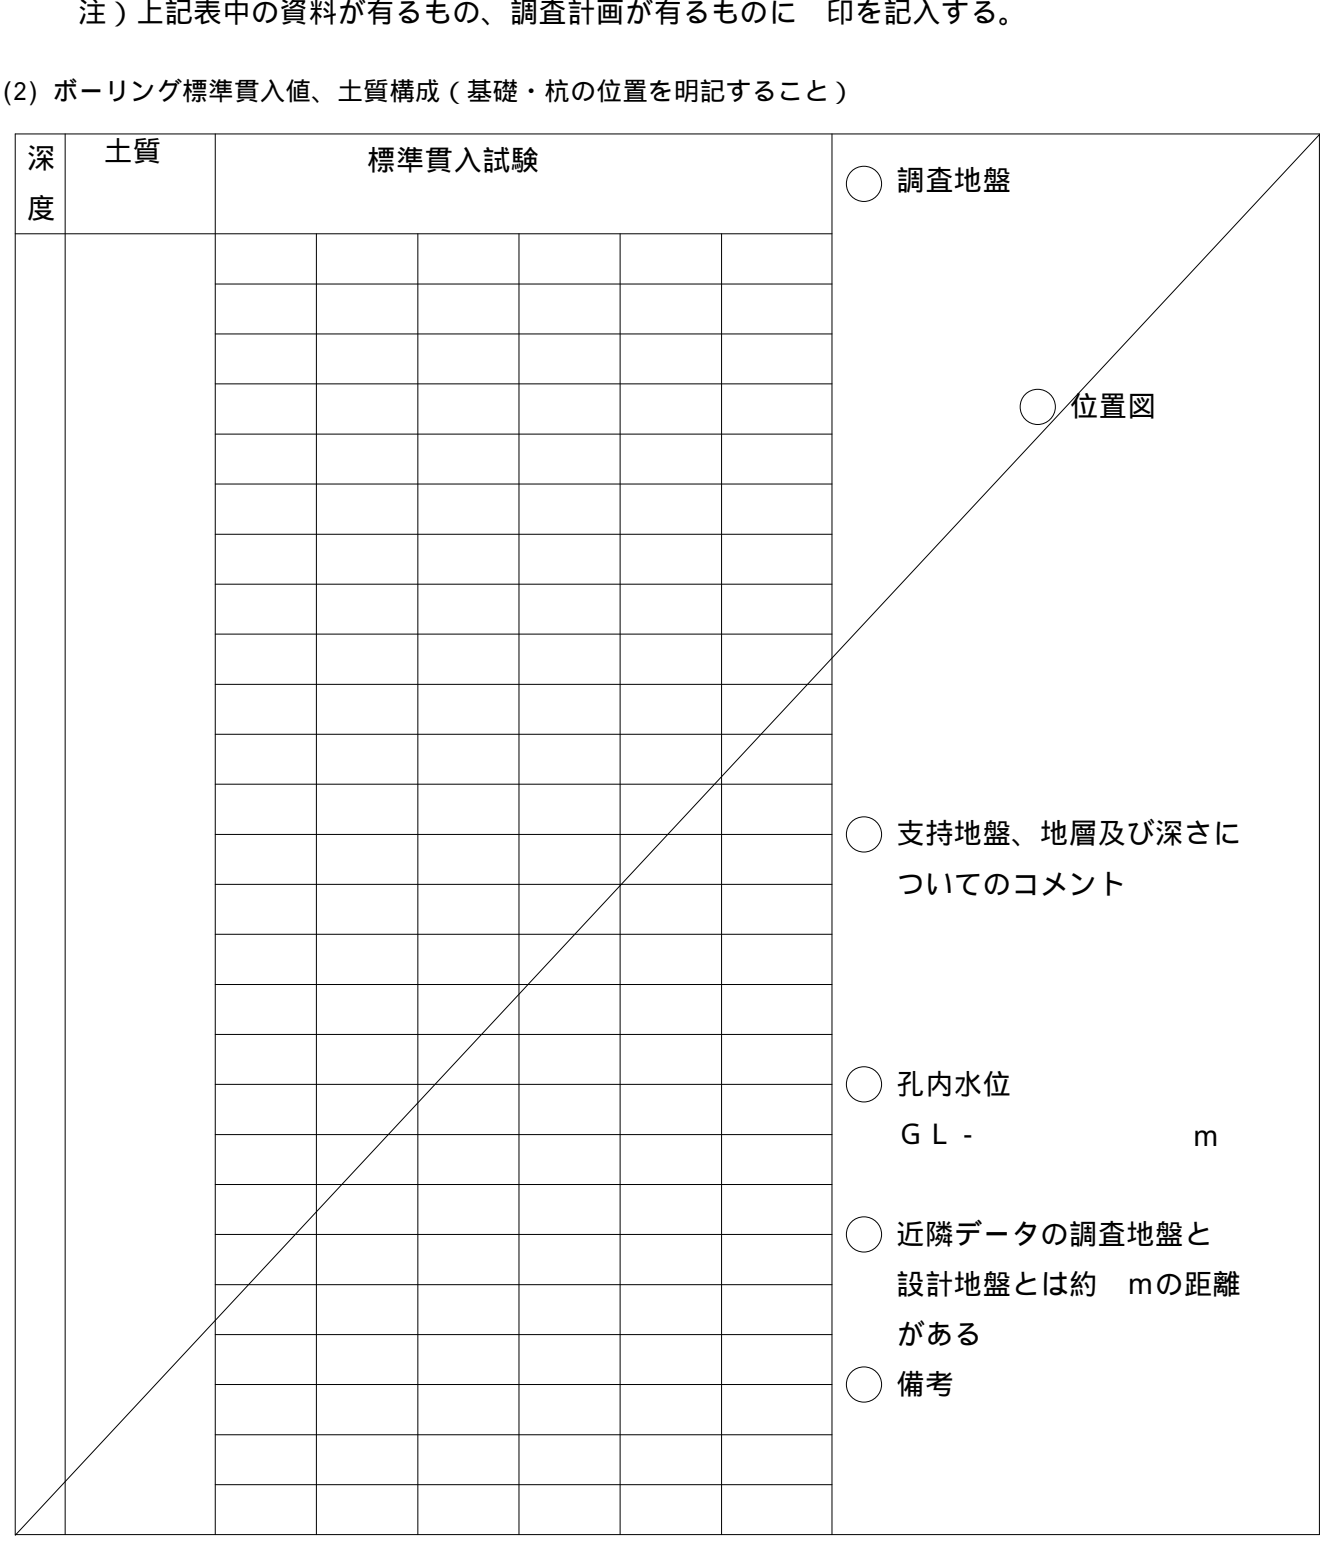 注）上記表中の資料が有るもの、調査計画が有るものに　印を記入する。
(2) ボーリング標準貫入値、土質構成（基礎・杭の位置を明記すること）
深度
土質
標準貫入試験
◯ 調査地盤
◯ 位置図
◯ 支持地盤、地層及び深さに
ついてのコメント
◯ 孔内水位
ＧＬ-　　　　　　　　m
◯ 近隣データの調査地盤と
設計地盤とは約　mの距離
がある
◯ 備考